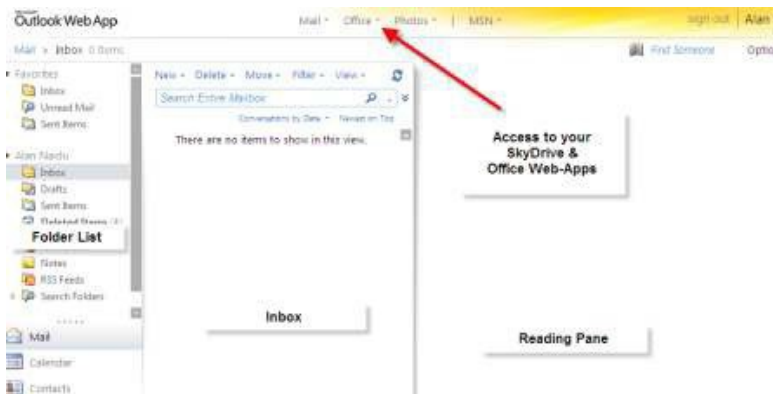 Outlook Web App
Mail Office Photos | MSN
sign out | Alan
Mail > Inbox 0 Items
Find Someone Optio
Favorites
Inbox
Unread Mail
Sent Items
Alan Naidu
Inbox
Drafts
Sent Items
Deleted Items
Folder List
Notes
RSS Feeds
Search Folders
Mail
Calendar
Contacts
New Delete Move Filter View
Search Entire Mailbox
Conversations by Date Newest on Top
There are no items to show in this view.
Inbox
Access to your
SkyDrive &
Office Web-Apps
Reading Pane